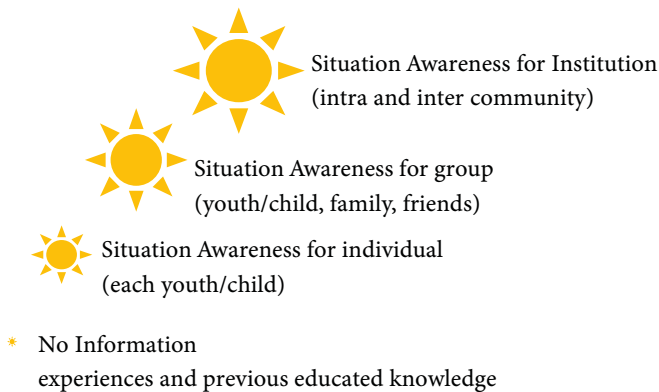 Situation Awareness for Institution
(intra and inter community)
Situation Awareness for group
(youth/child, family, friends)
Situation Awareness for individual
(each youth/child)
No Information
experiences and previous educated knowledge